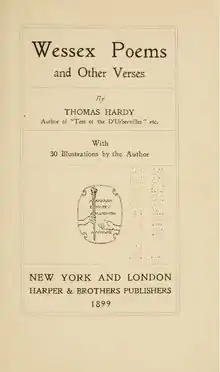 Wessex Poems
and Other Verses
By
THOMAS HARDY
Author of "Tess of the D'Urbervilles" etc.
With
30 Illustrations by the Author
NEW YORK AND LONDON
HARPER & BROTHERS PUBLISHERS
1899